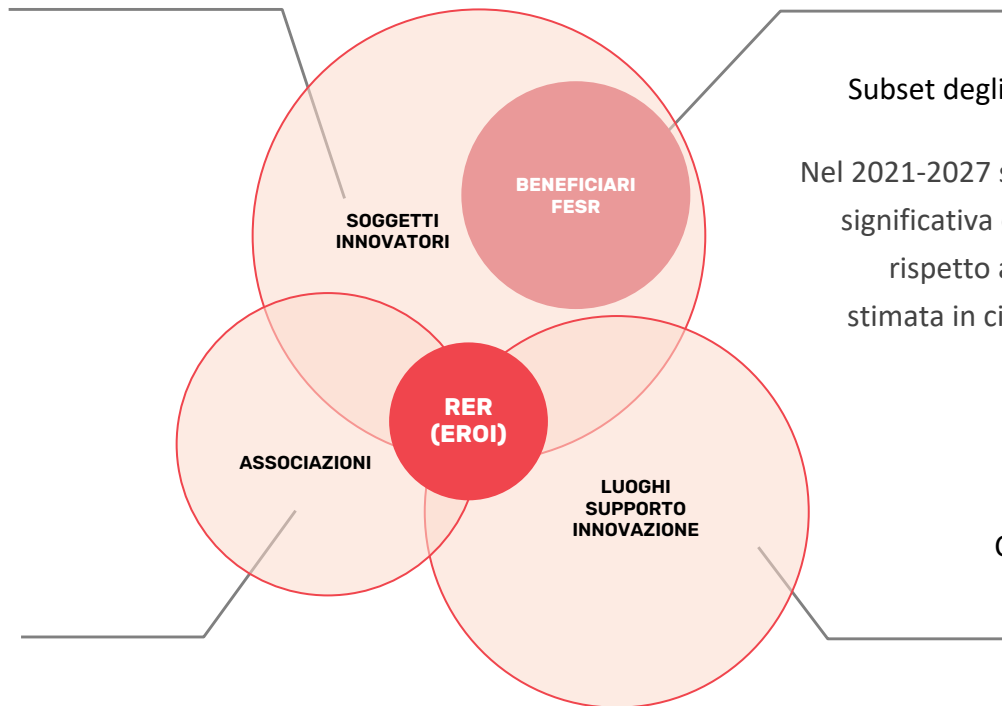 Subset degli
Nel 2021-2027 s
significativa
rispetto a
stimata in ci
BENEFICIARI
FESR
SOGGETTI
INNOVATORI
RER
(EROI)
ASSOCIAZIONI
LUOGHI
SUPPORTO
INNOVAZIONE